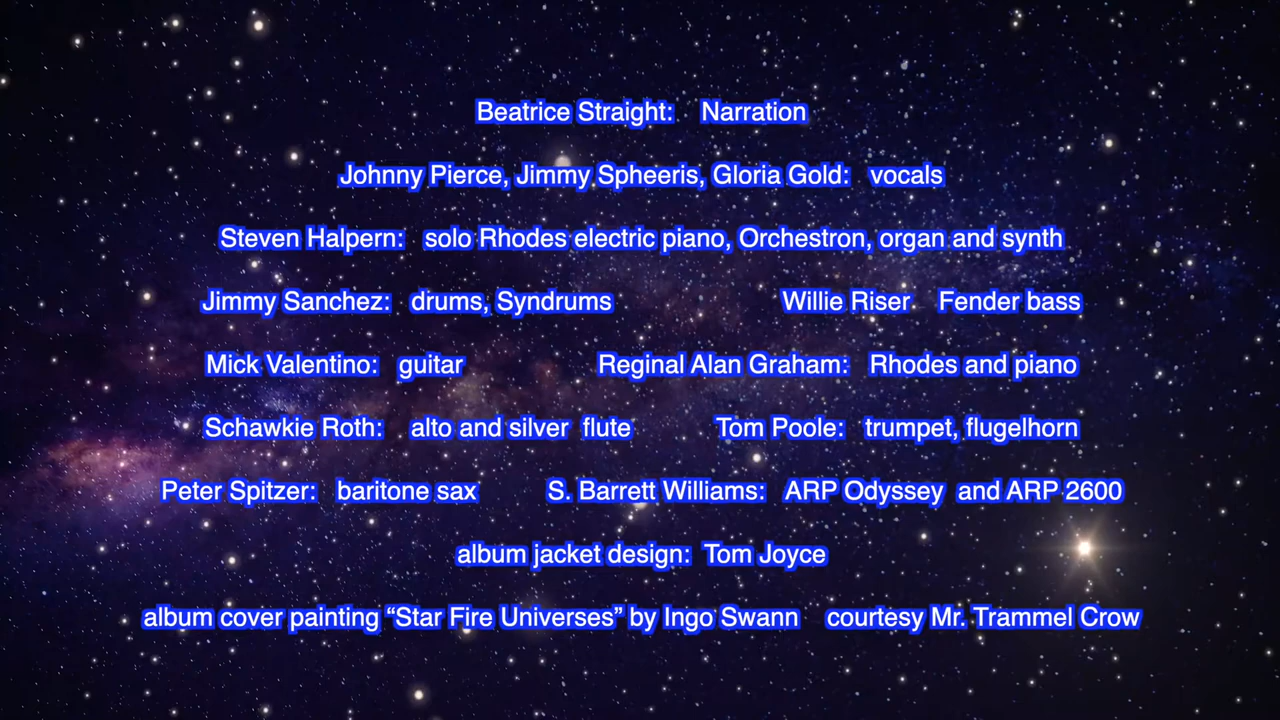 Beatrice Straight: Narration
Johnny Pierce, Jimmy Spheeris, Gloria Gold: vocals
Steven Halpern: solo Rhodes electric piano, Orchestron, organ and synth
Jimmy Sanchez: drums, Syndrums Willie Riser Fender bass
Mick Valentino: guitar Reginal Alan Graham: Rhodes and piano
Schawkie Roth: alto and silver flute Tom Poole: trumpet, flugelhorn
Peter Spitzer: baritone sax S. Barrett Williams: ARP Odyssey and ARP 2600
album jacket design: Tom Joyce
album cover painting “Star Fire Universes” by Ingo Swann courtesy Mr. Trammel Crow